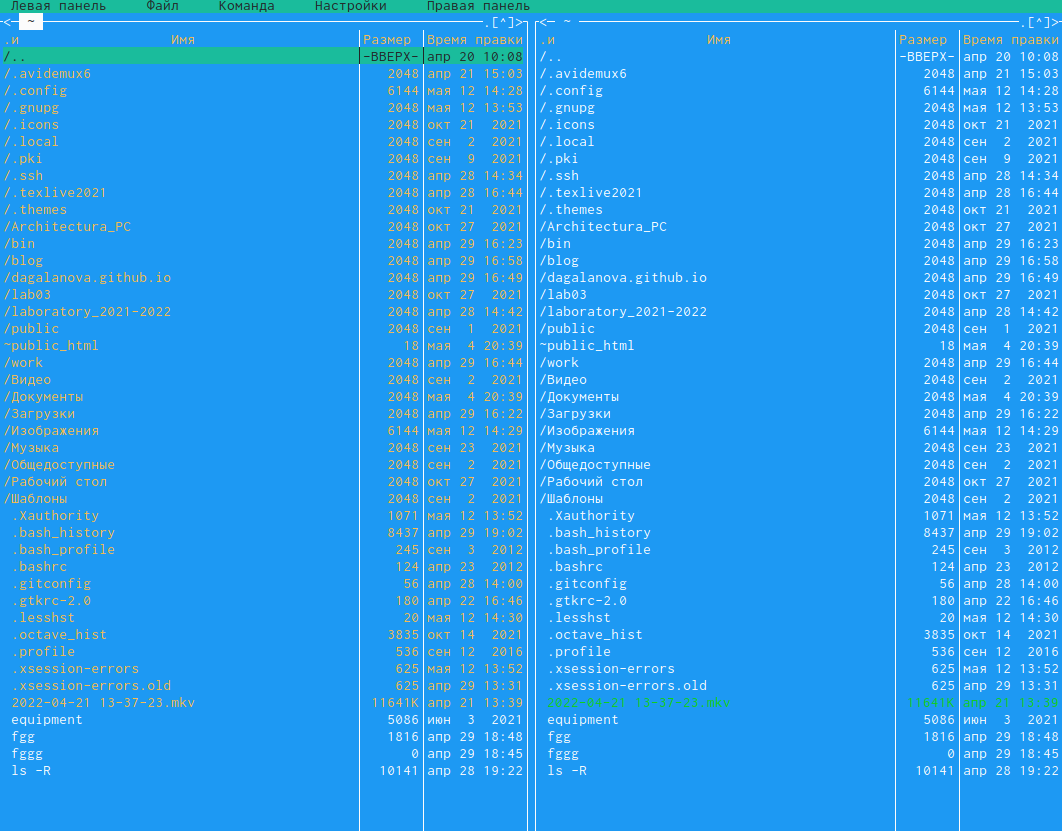 Левая панель Файл Команда Настройки Правая панель
<─ ~ ─.[^]>┐ <─ ~ ─.[^]>
.и Имя Размер Время правки .и Имя Размер Время правки
/.. -ВВЕРХ- апр 20 10:08 /.. -ВВЕРХ- апр 20 10:08
/.avidemux6 2048 апр 21 15:03 /.avidemux6 2048 апр 21 15:03
/.config 6144 мая 12 14:28 /.config 6144 мая 12 14:28
/.gnupg 2048 мая 12 13:53 /.gnupg 2048 мая 12 13:53
/.icons 2048 окт 21 2021 /.icons 2048 окт 21 2021
/.local 2048 сен 2 2021 /.local 2048 сен 2 2021
/.pki 2048 сен 9 2021 /.pki 2048 сен 9 2021
/.ssh 2048 апр 28 14:34 /.ssh 2048 апр 28 14:34
/.texlive2021 2048 апр 28 16:44 /.texlive2021 2048 апр 28 16:44
/.themes 2048 окт 21 2021 /.themes 2048 окт 21 2021
/Architectura_PC 2048 окт 27 2021 /Architectura_PC 2048 окт 27 2021
/bin 2048 апр 29 16:23 /bin 2048 апр 29 16:23
/blog 2048 апр 29 16:58 /blog 2048 апр 29 16:58
/dagalanova.github.io 2048 апр 29 16:49 /dagalanova.github.io 2048 апр 29 16:49
/lab03 2048 окт 27 2021 /lab03 2048 окт 27 2021
/laboratory_2021-2022 2048 апр 28 14:42 /laboratory_2021-2022 2048 апр 28 14:42
/public 2048 сен 1 2021 /public 2048 сен 1 2021
~public_html 18 мая 4 20:39 ~public_html 18 мая 4 20:39
/work 2048 апр 29 16:44 /work 2048 апр 29 16:44
/Видео 2048 сен 2 2021 /Видео 2048 сен 2 2021
/Документы 2048 мая 4 20:39 /Документы 2048 мая 4 20:39
/Загрузки 2048 апр 29 16:22 /Загрузки 2048 апр 29 16:22
/Изображения 6144 мая 12 14:29 /Изображения 6144 мая 12 14:29
/Музыка 2048 сен 23 2021 /Музыка 2048 сен 23 2021
/Общедоступные 2048 сен 2 2021 /Общедоступные 2048 сен 2 2021
/Рабочий стол 2048 окт 27 2021 /Рабочий стол 2048 окт 27 2021
/Шаблоны 2048 сен 2 2021 /Шаблоны 2048 сен 2 2021
.Xauthority 1071 мая 12 13:52 .Xauthority 1071 мая 12 13:52
.bash_history 8437 апр 29 19:02 .bash_history 8437 апр 29 19:02
.bash_profile 245 сен 3 2012 .bash_profile 245 сен 3 2012
.bashrc 124 апр 23 2012 .bashrc 124 апр 23 2012
.gitconfig 56 апр 28 14:00 .gitconfig 56 апр 28 14:00
.gtkrc-2.0 180 апр 22 16:46 .gtkrc-2.0 180 апр 22 16:46
.lesshst 20 мая 12 14:30 .lesshst 20 мая 12 14:30
.octave_hist 3835 окт 14 2021 .octave_hist 3835 окт 14 2021
.profile 536 сен 12 2016 .profile 536 сен 12 2016
.xsession-errors 625 мая 12 13:52 .xsession-errors 625 мая 12 13:52
.xsession-errors.old 625 апр 29 13:31 .xsession-errors.old 625 апр 29 13:31
2022-04-21 13-37-23.mkv 11641K апр 21 13:39 2022-04-21 13-37-23.mkv 11641K апр 21 13:39
equipment 5086 июн 3 2021 equipment 5086 июн 3 2021
fgg 1816 апр 29 18:48 fgg 1816 апр 29 18:48
fggg 0 апр 29 18:45 fggg 0 апр 29 18:45
ls -R 10141 апр 28 19:22 ls -R 10141 апр 28 19:22